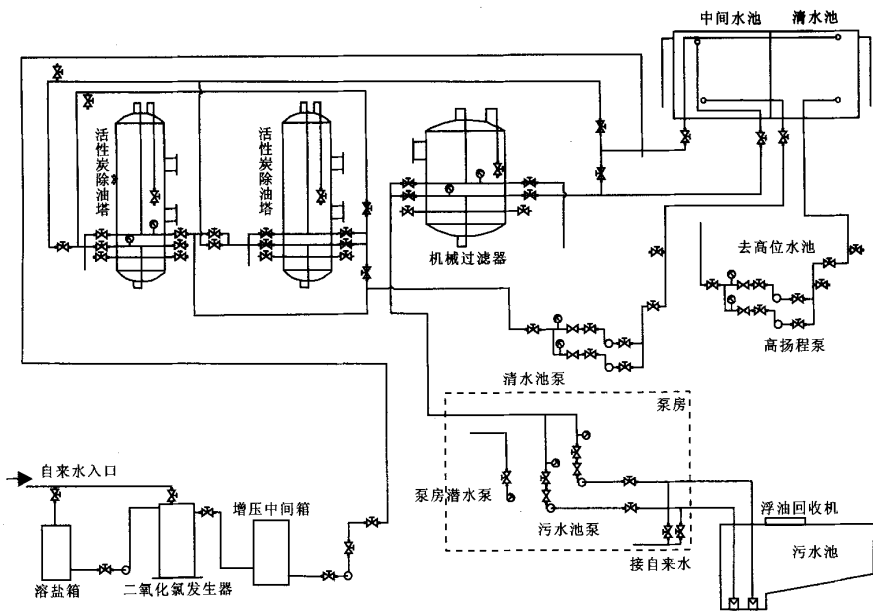 中间水池
清水池
活性炭除油塔
活性炭除油塔
机械过滤器
去高位水池
高扬程泵
清水池泵
泵房
自来水入口
增压中间箱
泵房潜水泵
浮油回收机
污水池泵
污水池
接自来水
溶盐箱
二氧化氯发生器